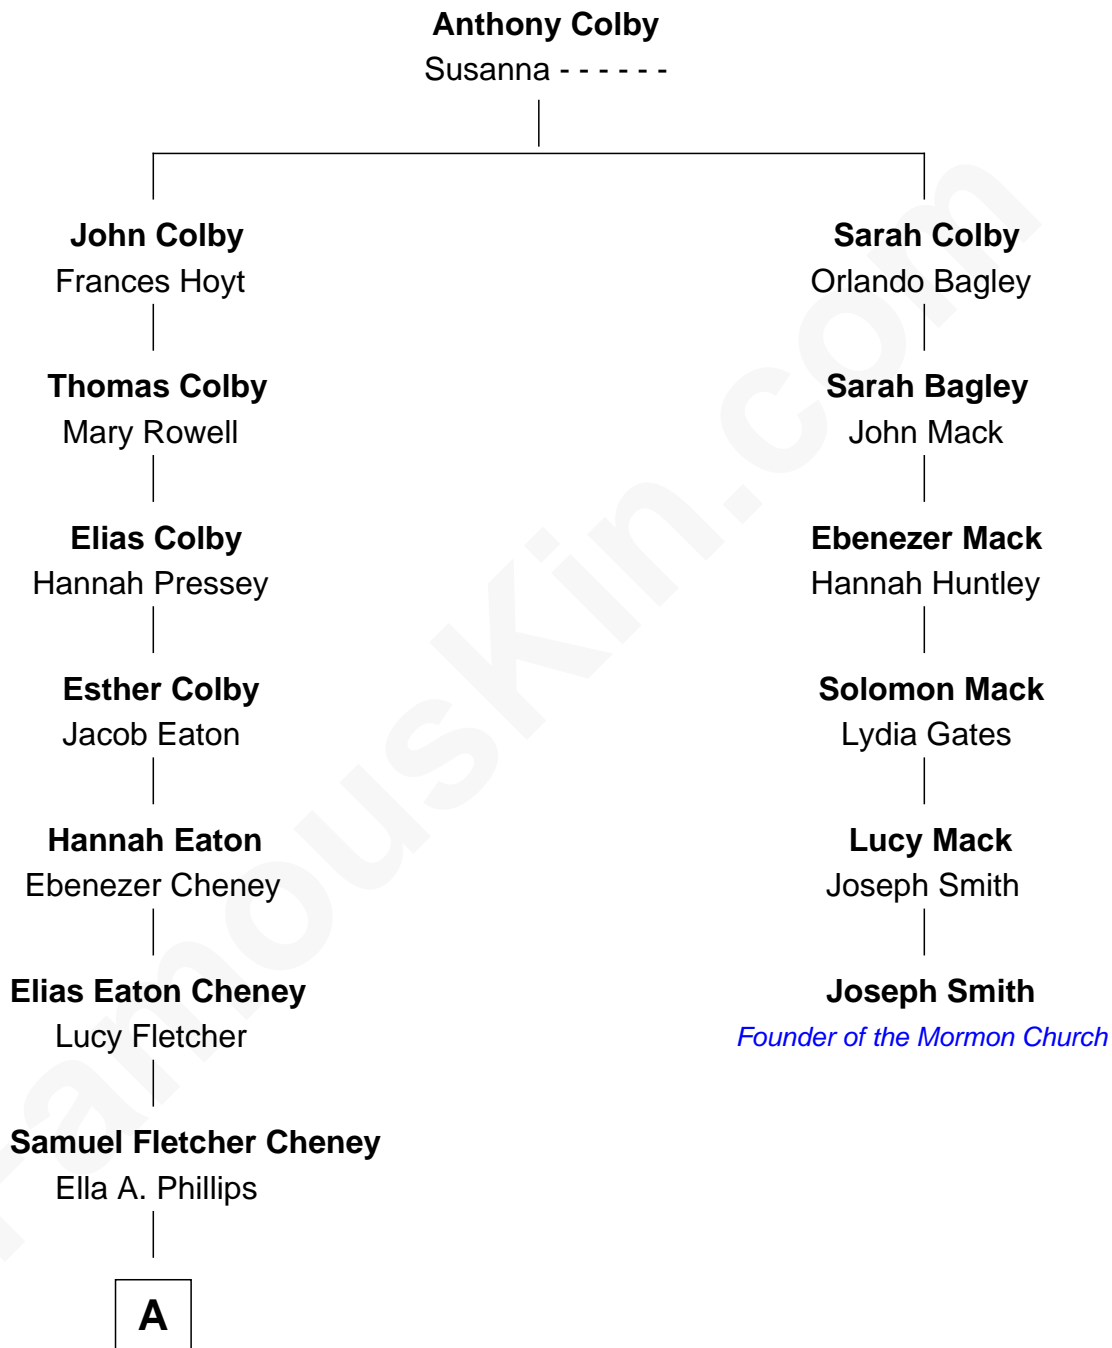 Anthony Colby
Susanna - - - - - -
John Colby
Frances Hoyt
Thomas Colby
Mary Rowell
Elias Colby
Hannah Pressey
Esther Colby
Jacob Eaton
Hannah Eaton
Ebenezer Cheney
Elias Eaton Cheney
Lucy Fletcher
Samuel Fletcher Cheney
Ella A. Phillips
A
Sarah Colby
Orlando Bagley
Sarah Bagley
John Mack
Ebenezer Mack
Hannah Huntley
Solomon Mack
Lydia Gates
Lucy Mack
Joseph Smith
Joseph Smith
Founder of the Mormon Church
FamousKin.com